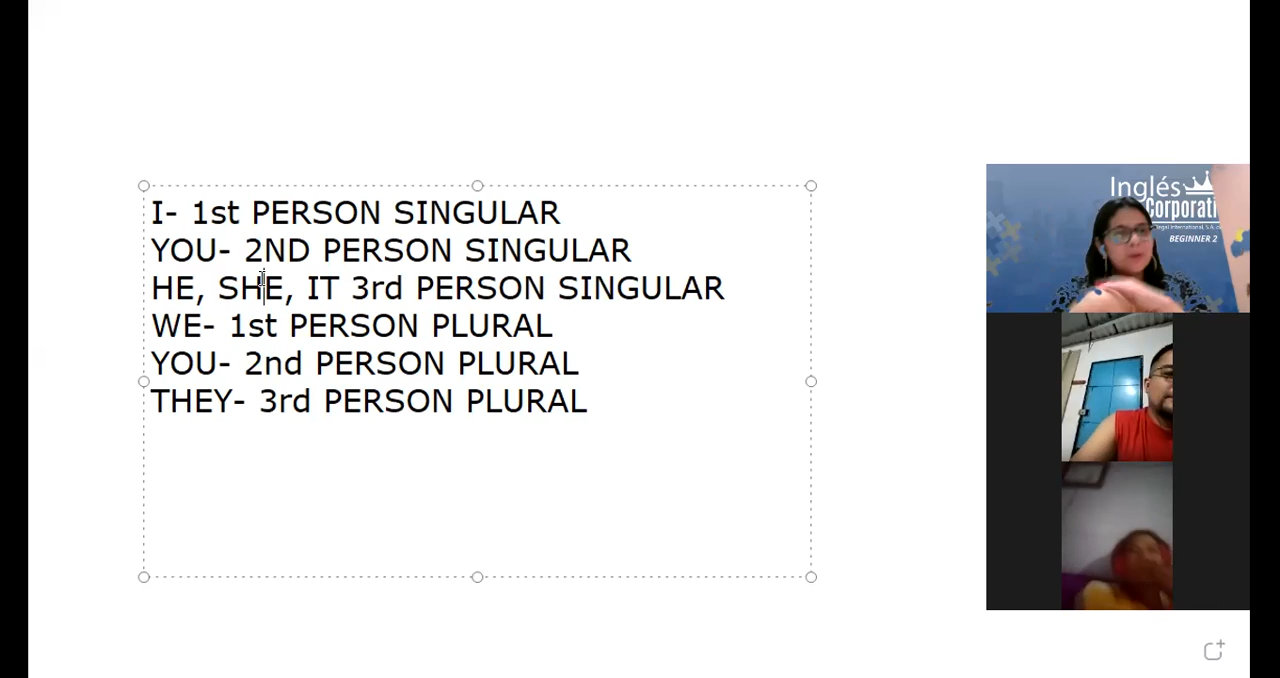 I- 1st PERSON SINGULAR
YOU- 2ND PERSON SINGULAR
HE, SHE, IT 3rd PERSON SINGULAR
WE- 1st PERSON PLURAL
YOU- 2nd PERSON PLURAL
THEY- 3rd PERSON PLURAL
Inglés
Corporati
BEGINNER 2